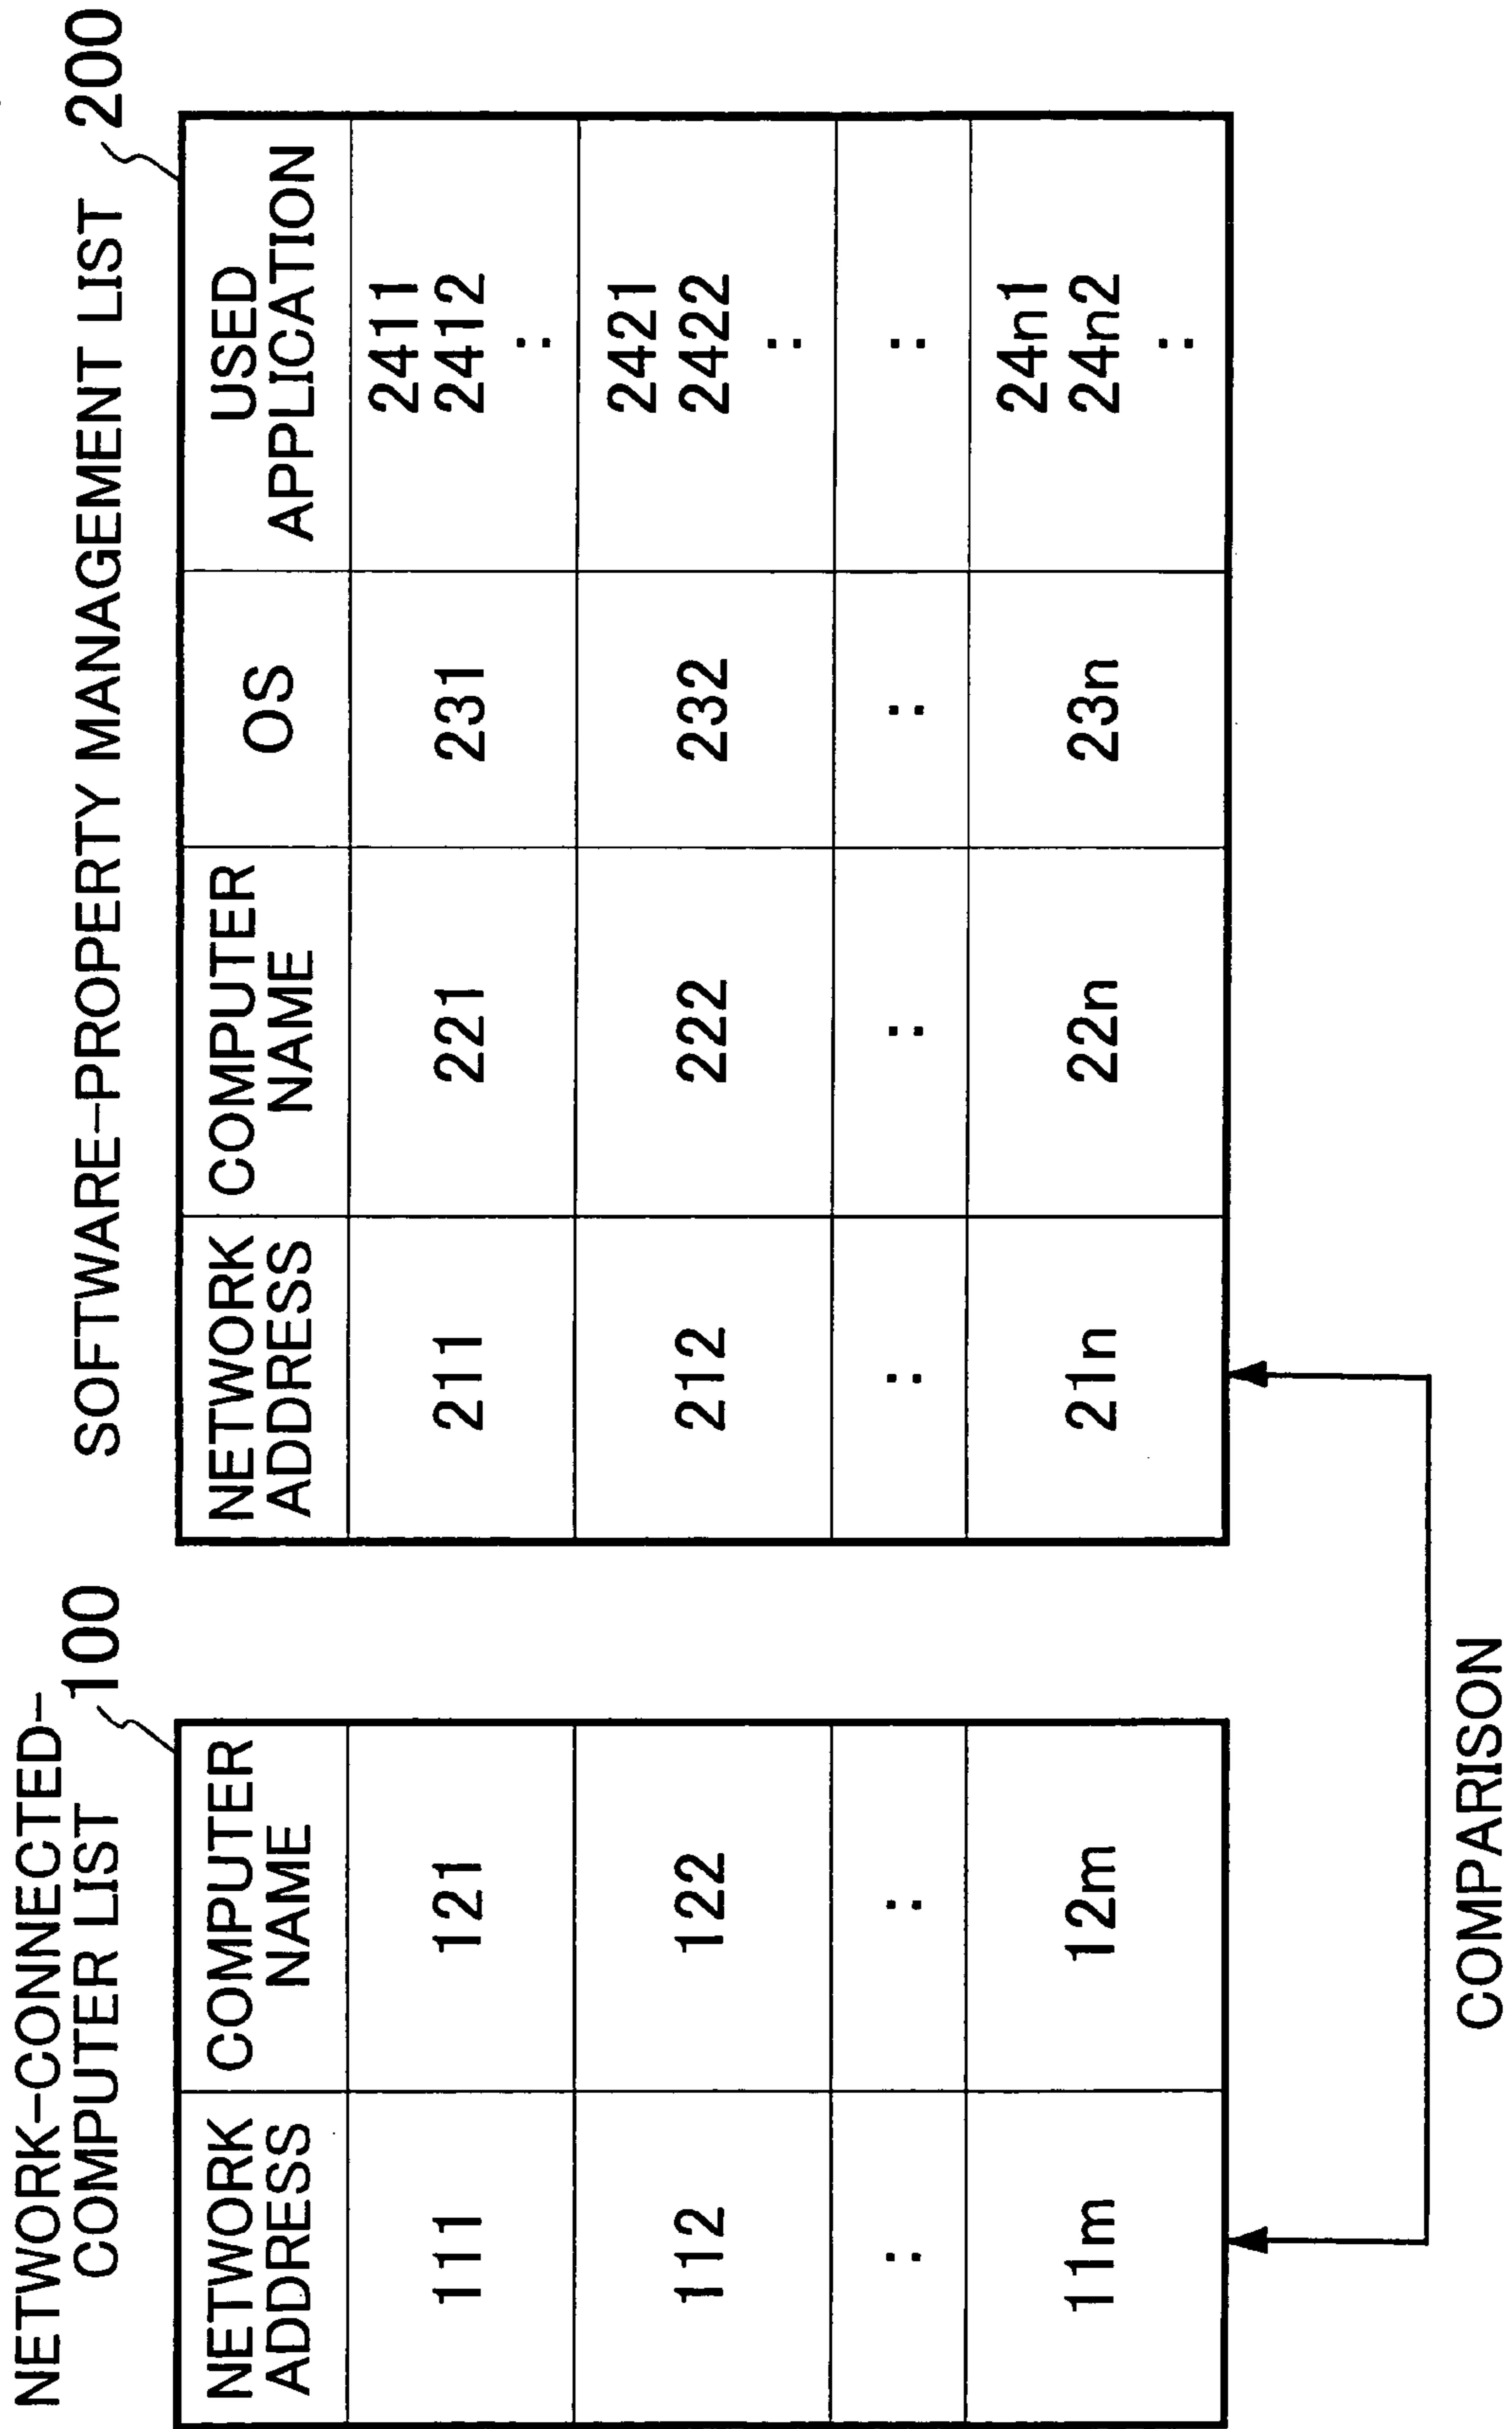 NETWORK-CONNECTED-
COMPUTER LIST 100
NETWORK ADDRESS COMPUTER NAME
111 121
112 122
: :
11m 12m
SOFTWARE-PROPERTY MANAGEMENT LIST 200
NETWORK ADDRESS COMPUTER NAME OS USED APPLICATION
211 221 231 2411
2412
:
212 222 232 2421
2422
:
: : : :
21n 22n 23n 24n1
24n2
:
COMPARISON